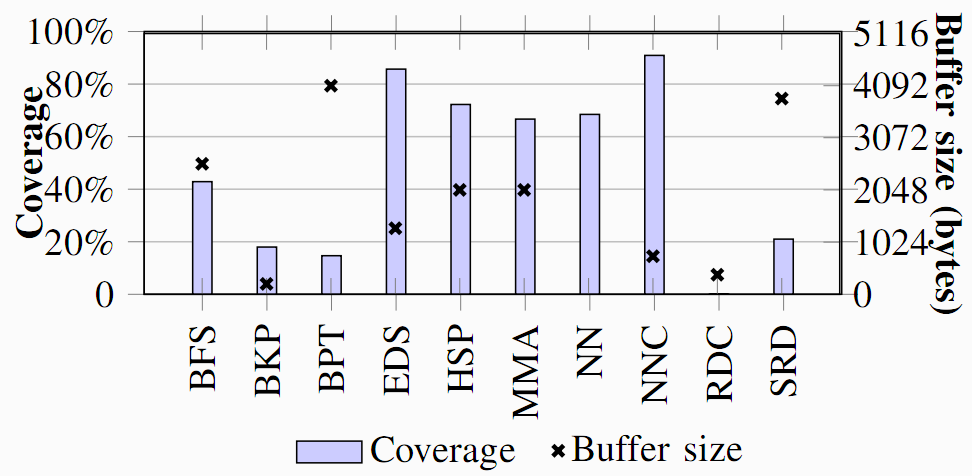 Coverage
100%
80%
60%
40%
20%
0
5116
4092
3072
2048
1024
0
Buffer size (bytes)
BFS
BKP
BPT
EDS
HSP
MMA
NN
NNC
RDC
SRD
Coverage
Buffer size